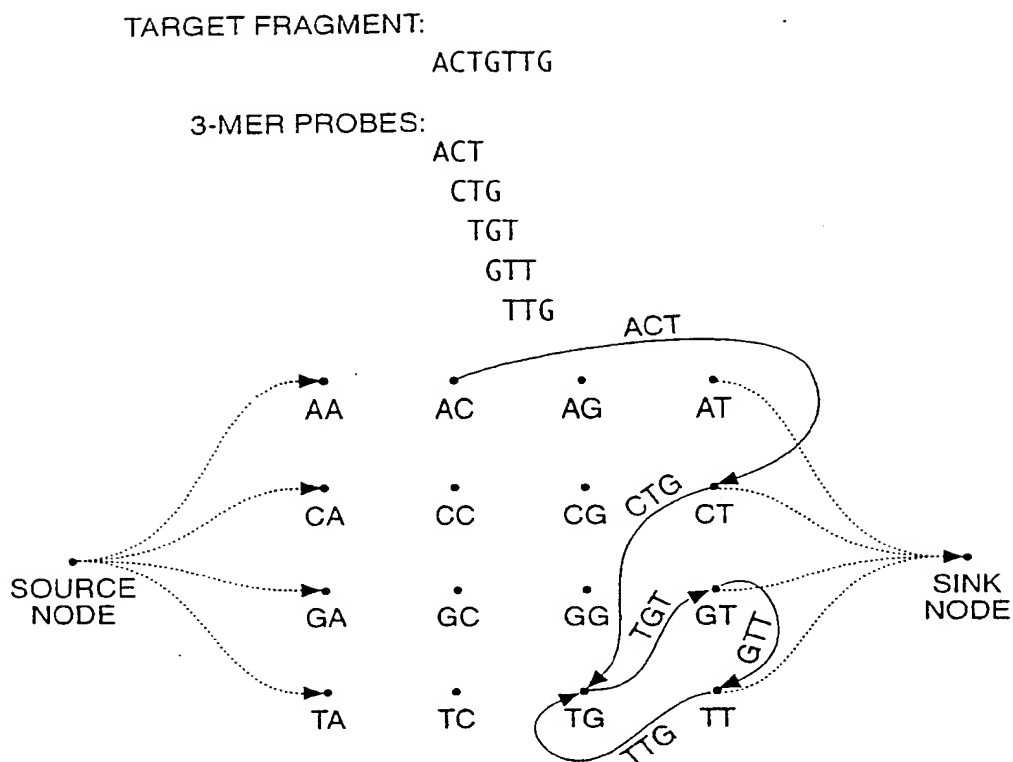 TARGET FRAGMENT:
ACTGTTG
3-MER PROBES:
ACT
CTG
TGT
GTT
TTG
ACT
AA AC AG AT
CTG
CA CC CG CT
SOURCE NODE
SINK NODE
TGT
GTT
GA GC GG GT
TA TC TG TT
TTG